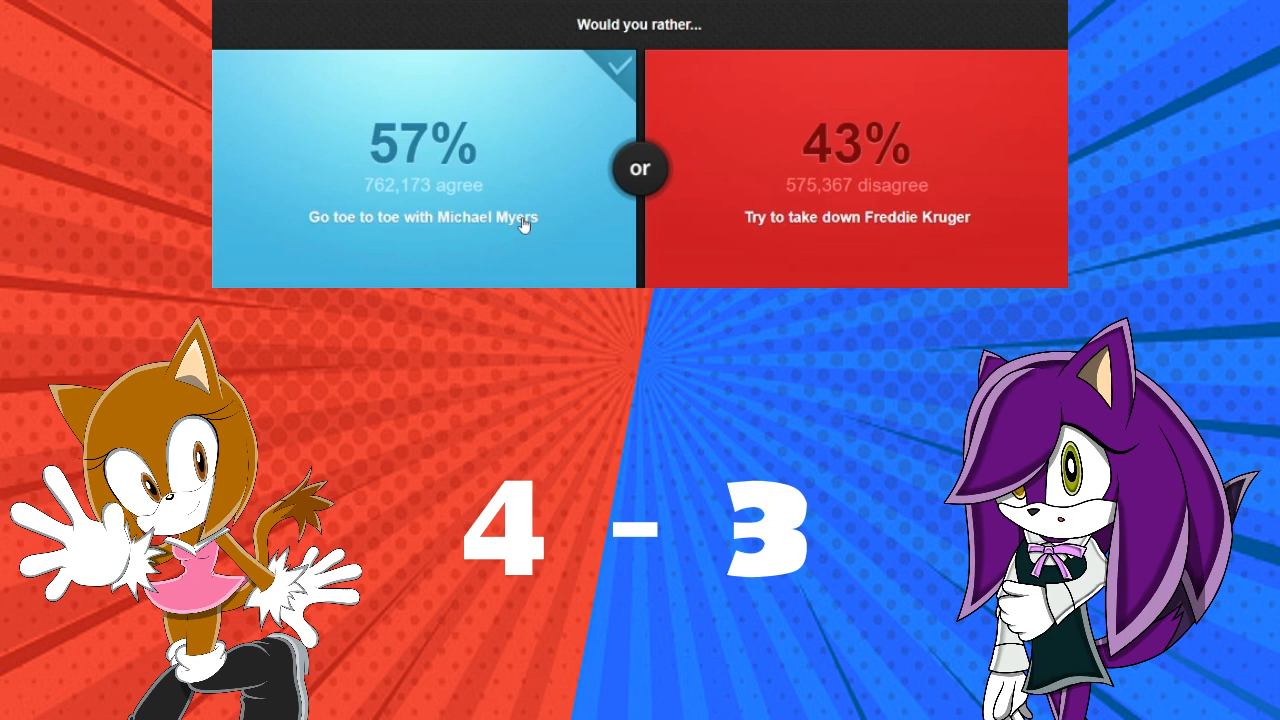 Would you rather...
57%
762,173 agree
Go toe to toe with Michael Myers
or
43%
575,367 disagree
Try to take down Freddie Kruger
4 - 3